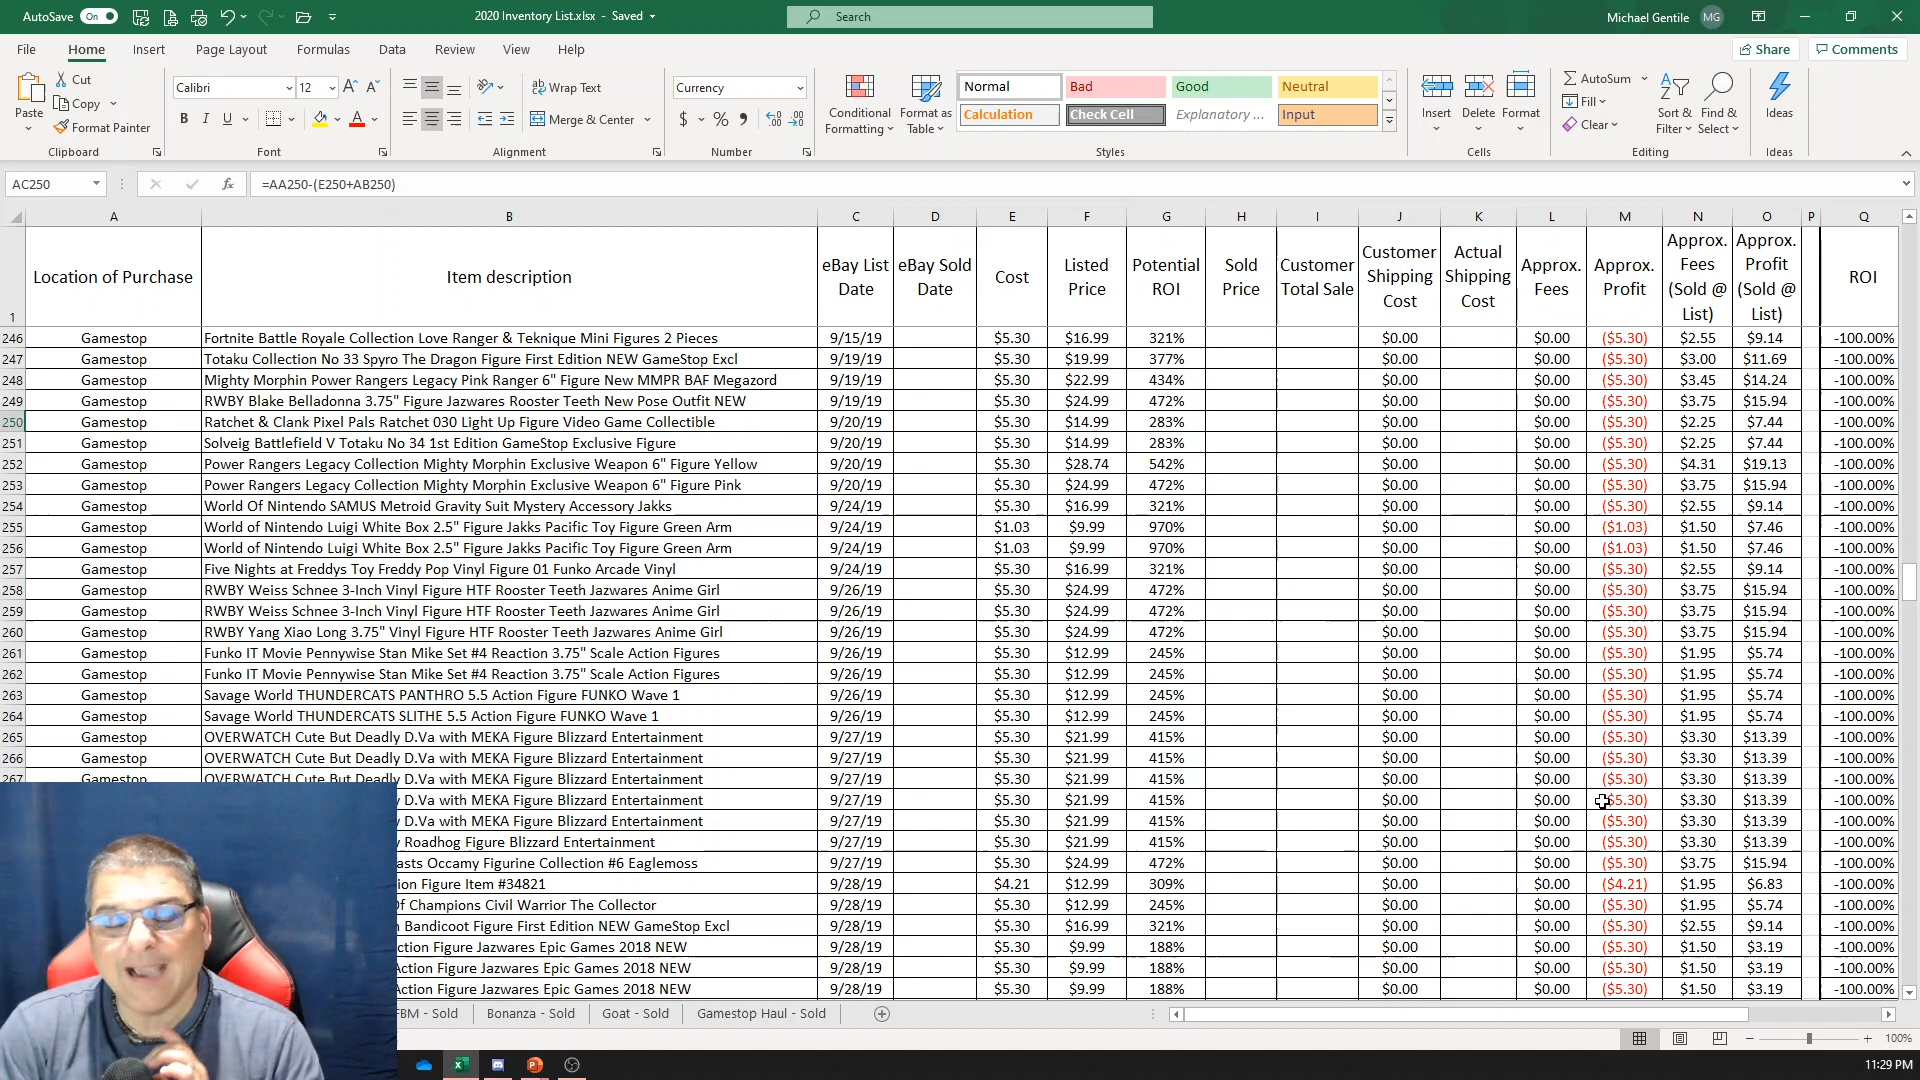 AutoSave On 2020 Inventory List.xlsx - Saved Search Michael Gentile MG
File Home Insert Page Layout Formulas Data Review View Help Share Comments
Cut Calibri 12 Wrap Text Currency Normal Bad Good Neutral AutoSum
Copy Fill
Paste Format Painter B I U Merge & Center $ % Conditional Formatting Format as Table Calculation Check Cell Explanatory ... Input Insert Delete Format Clear Sort & Filter Find & Select Ideas
Clipboard Font Alignment Number Styles Cells Editing Ideas
AC250 fx =AA250-(E250+AB250)
A B C D E F G H I J K L M N O P Q
1 Location of Purchase Item description eBay List Date eBay Sold Date Cost Listed Price Potential ROI Sold Price Customer Total Sale Customer Shipping Cost Actual Shipping Cost Approx. Fees Approx. Profit Approx. Fees (Sold @ List) Approx. Profit (Sold @ List) ROI
246 Gamestop Fortnite Battle Royale Collection Love Ranger & Teknique Mini Figures 2 Pieces 9/15/19 $5.30 $16.99 321% $0.00 $0.00 ($5.30) $2.55 $9.14 -100.00%
247 Gamestop Totaku Collection No 33 Spyro The Dragon Figure First Edition NEW GameStop Excl 9/19/19 $5.30 $19.99 377% $0.00 $0.00 ($5.30) $3.00 $11.69 -100.00%
248 Gamestop Mighty Morphin Power Rangers Legacy Pink Ranger 6" Figure New MMPR BAF Megazord 9/19/19 $5.30 $22.99 434% $0.00 $0.00 ($5.30) $3.45 $14.24 -100.00%
249 Gamestop RWBY Blake Belladonna 3.75" Figure Jazwares Rooster Teeth New Pose Outfit NEW 9/19/19 $5.30 $24.99 472% $0.00 $0.00 ($5.30) $3.75 $15.94 -100.00%
250 Gamestop Ratchet & Clank Pixel Pals Ratchet 030 Light Up Figure Video Game Collectible 9/20/19 $5.30 $14.99 283% $0.00 $0.00 ($5.30) $2.25 $7.44 -100.00%
251 Gamestop Solveig Battlefield V Totaku No 34 1st Edition GameStop Exclusive Figure 9/20/19 $5.30 $14.99 283% $0.00 $0.00 ($5.30) $2.25 $7.44 -100.00%
252 Gamestop Power Rangers Legacy Collection Mighty Morphin Exclusive Weapon 6" Figure Yellow 9/20/19 $5.30 $28.74 542% $0.00 $0.00 ($5.30) $4.31 $19.13 -100.00%
253 Gamestop Power Rangers Legacy Collection Mighty Morphin Exclusive Weapon 6" Figure Pink 9/20/19 $5.30 $24.99 472% $0.00 $0.00 ($5.30) $3.75 $15.94 -100.00%
254 Gamestop World Of Nintendo SAMUS Metroid Gravity Suit Mystery Accessory Jakks 9/24/19 $5.30 $16.99 321% $0.00 $0.00 ($5.30) $2.55 $9.14 -100.00%
255 Gamestop World of Nintendo Luigi White Box 2.5" Figure Jakks Pacific Toy Figure Green Arm 9/24/19 $1.03 $9.99 970% $0.00 $0.00 ($1.03) $1.50 $7.46 -100.00%
256 Gamestop World of Nintendo Luigi White Box 2.5" Figure Jakks Pacific Toy Figure Green Arm 9/24/19 $1.03 $9.99 970% $0.00 $0.00 ($1.03) $1.50 $7.46 -100.00%
257 Gamestop Five Nights at Freddys Toy Freddy Pop Vinyl Figure 01 Funko Arcade Vinyl 9/24/19 $5.30 $16.99 321% $0.00 $0.00 ($5.30) $2.55 $9.14 -100.00%
258 Gamestop RWBY Weiss Schnee 3-Inch Vinyl Figure HTF Rooster Teeth Jazwares Anime Girl 9/26/19 $5.30 $24.99 472% $0.00 $0.00 ($5.30) $3.75 $15.94 -100.00%
259 Gamestop RWBY Weiss Schnee 3-Inch Vinyl Figure HTF Rooster Teeth Jazwares Anime Girl 9/26/19 $5.30 $24.99 472% $0.00 $0.00 ($5.30) $3.75 $15.94 -100.00%
260 Gamestop RWBY Yang Xiao Long 3.75" Vinyl Figure HTF Rooster Teeth Jazwares Anime Girl 9/26/19 $5.30 $24.99 472% $0.00 $0.00 ($5.30) $3.75 $15.94 -100.00%
261 Gamestop Funko IT Movie Pennywise Stan Mike Set #4 Reaction 3.75" Scale Action Figures 9/26/19 $5.30 $12.99 245% $0.00 $0.00 ($5.30) $1.95 $5.74 -100.00%
262 Gamestop Funko IT Movie Pennywise Stan Mike Set #4 Reaction 3.75" Scale Action Figures 9/26/19 $5.30 $12.99 245% $0.00 $0.00 ($5.30) $1.95 $5.74 -100.00%
263 Gamestop Savage World THUNDERCATS PANTHRO 5.5 Action Figure FUNKO Wave 1 9/26/19 $5.30 $12.99 245% $0.00 $0.00 ($5.30) $1.95 $5.74 -100.00%
264 Gamestop Savage World THUNDERCATS SLITHE 5.5 Action Figure FUNKO Wave 1 9/26/19 $5.30 $12.99 245% $0.00 $0.00 ($5.30) $1.95 $5.74 -100.00%
265 Gamestop OVERWATCH Cute But Deadly D.Va with MEKA Figure Blizzard Entertainment 9/27/19 $5.30 $21.99 415% $0.00 $0.00 ($5.30) $3.30 $13.39 -100.00%
266 Gamestop OVERWATCH Cute But Deadly D.Va with MEKA Figure Blizzard Entertainment 9/27/19 $5.30 $21.99 415% $0.00 $0.00 ($5.30) $3.30 $13.39 -100.00%
267 Gamestop OVERWATCH Cute But Deadly D.Va with MEKA Figure Blizzard Entertainment 9/27/19 $5.30 $21.99 415% $0.00 $0.00 ($5.30) $3.30 $13.39 -100.00%
y D.Va with MEKA Figure Blizzard Entertainment 9/27/19 $5.30 $21.99 415% $0.00 $0.00 $5.30) $3.30 $13.39 -100.00%
y D.Va with MEKA Figure Blizzard Entertainment 9/27/19 $5.30 $21.99 415% $0.00 $0.00 ($5.30) $3.30 $13.39 -100.00%
y Roadhog Figure Blizzard Entertainment 9/27/19 $5.30 $21.99 415% $0.00 $0.00 ($5.30) $3.30 $13.39 -100.00%
asts Occamy Figurine Collection #6 Eaglemoss 9/27/19 $5.30 $24.99 472% $0.00 $0.00 ($5.30) $3.75 $15.94 -100.00%
ion Figure Item #34821 9/28/19 $4.21 $12.99 309% $0.00 $0.00 ($4.21) $1.95 $6.83 -100.00%
Of Champions Civil Warrior The Collector 9/28/19 $5.30 $12.99 245% $0.00 $0.00 ($5.30) $1.95 $5.74 -100.00%
n Bandicoot Figure First Edition NEW GameStop Excl 9/28/19 $5.30 $16.99 321% $0.00 $0.00 ($5.30) $2.55 $9.14 -100.00%
ction Figure Jazwares Epic Games 2018 NEW 9/28/19 $5.30 $9.99 188% $0.00 $0.00 ($5.30) $1.50 $3.19 -100.00%
Action Figure Jazwares Epic Games 2018 NEW 9/28/19 $5.30 $9.99 188% $0.00 $0.00 ($5.30) $1.50 $3.19 -100.00%
Action Figure Jazwares Epic Games 2018 NEW 9/28/19 $5.30 $9.99 188% $0.00 $0.00 ($5.30) $1.50 $3.19 -100.00%
FBM - Sold Bonanza - Sold Goat - Sold Gamestop Haul - Sold
100%
11:29 PM